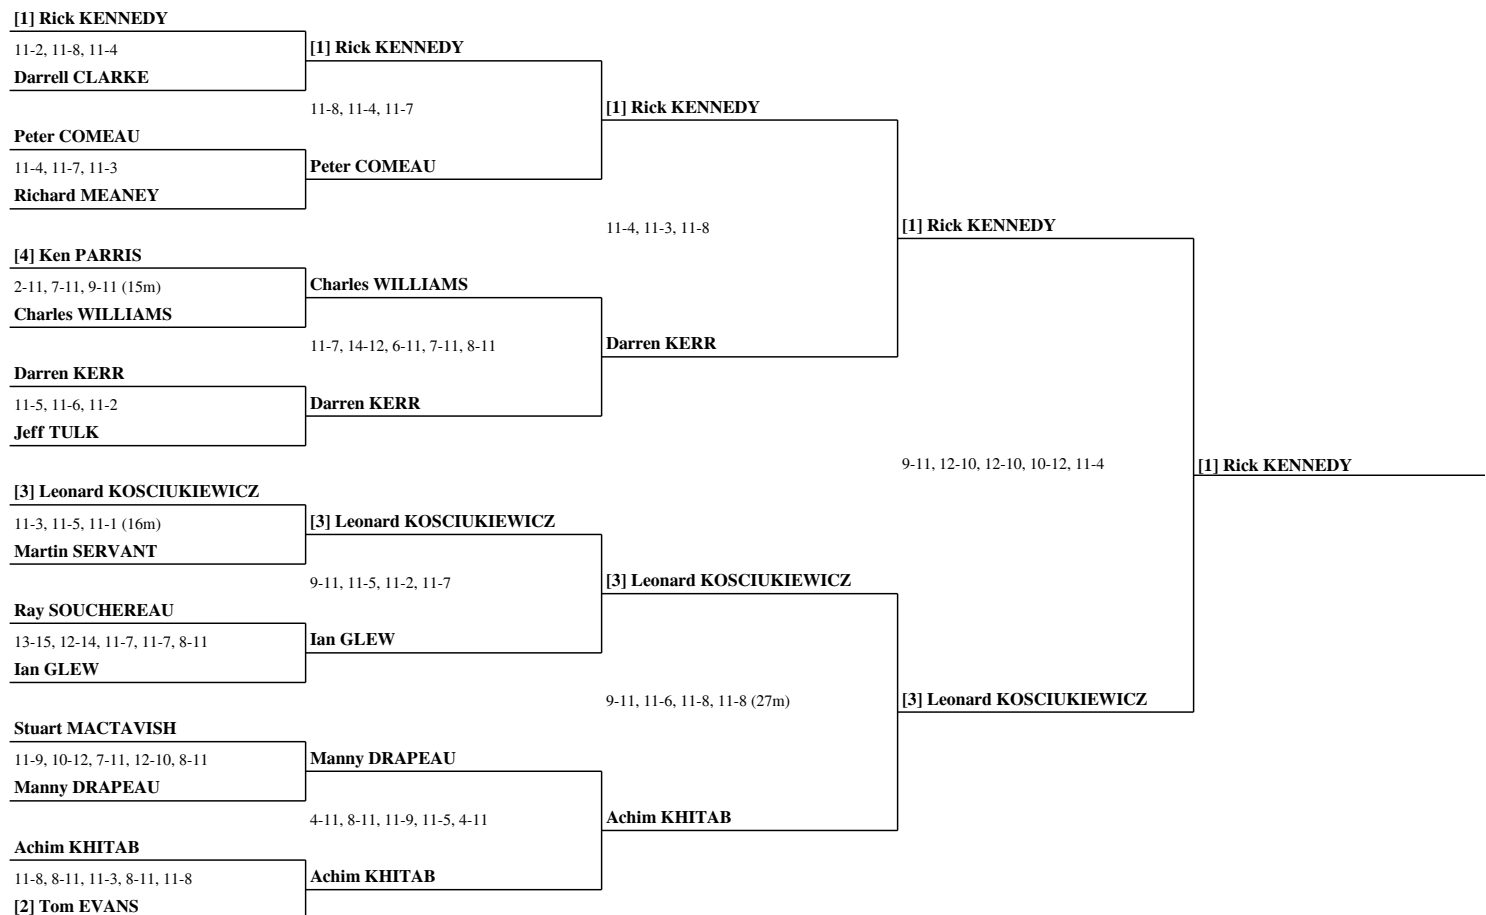 [1] Rick KENNEDY
11-2, 11-8, 11-4
Darrell CLARKE
Peter COMEAU
11-4, 11-7, 11-3
Richard MEANEY
[4] Ken PARRIS
2-11, 7-11, 9-11 (15m)
Charles WILLIAMS
Darren KERR
11-5, 11-6, 11-2
Jeff TULK
[3] Leonard KOSCIUKIEWICZ
11-3, 11-5, 11-1 (16m)
Martin SERVANT
Ray SOUCHEREAU
13-15, 12-14, 11-7, 11-7, 8-11
Ian GLEW
Stuart MACTAVISH
11-9, 10-12, 7-11, 12-10, 8-11
Manny DRAPEAU
Achim KHITAB
11-8, 8-11, 11-3, 8-11, 11-8
[2] Tom EVANS
[1] Rick KENNEDY
11-8, 11-4, 11-7
Peter COMEAU
Charles WILLIAMS
11-7, 14-12, 6-11, 7-11, 8-11
Darren KERR
[3] Leonard KOSCIUKIEWICZ
9-11, 11-5, 11-2, 11-7
Ian GLEW
Manny DRAPEAU
4-11, 8-11, 11-9, 11-5, 4-11
Achim KHITAB
[1] Rick KENNEDY
11-4, 11-3, 11-8
Darren KERR
[3] Leonard KOSCIUKIEWICZ
9-11, 11-6, 11-8, 11-8 (27m)
Achim KHITAB
[1] Rick KENNEDY
9-11, 12-10, 12-10, 10-12, 11-4
[3] Leonard KOSCIUKIEWICZ
[1] Rick KENNEDY